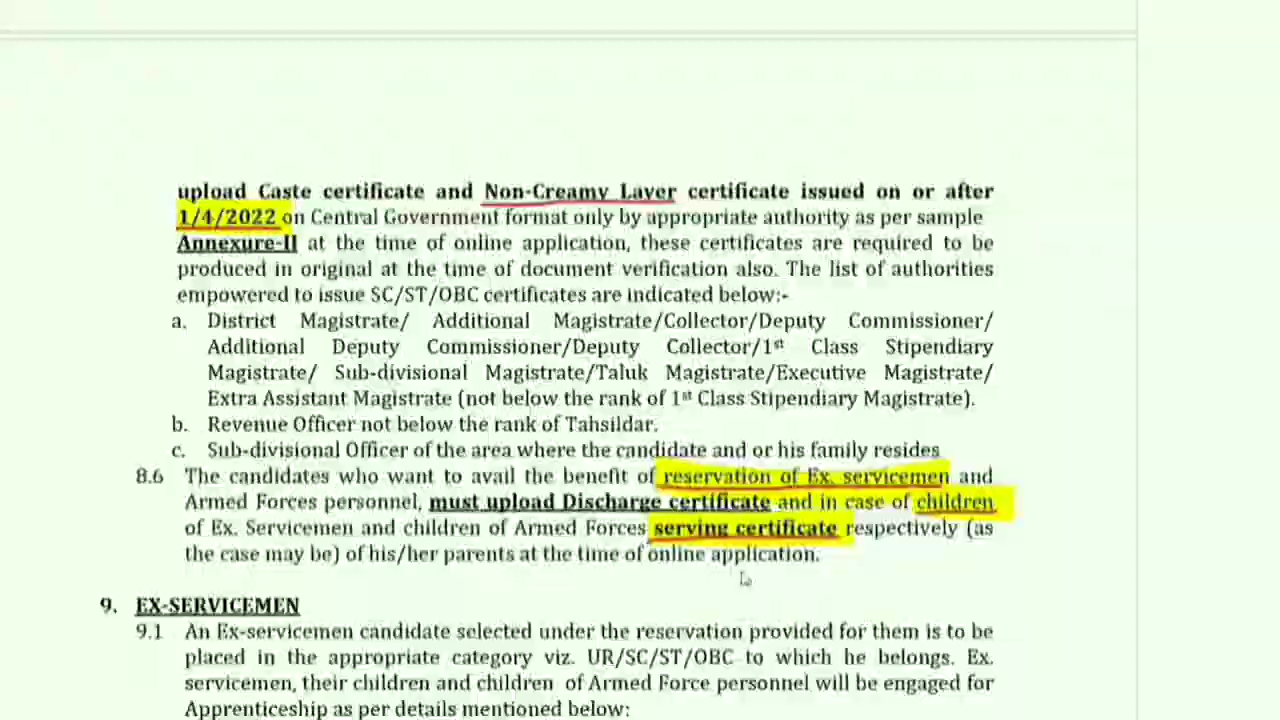 upload Caste certificate and Non-Creamy Layer certificate issued on or after
1/4/2022 on Central Government format only by appropriate authority as per sample
Annexure-II at the time of online application, these certificates are required to be
produced in original at the time of document verification also. The list of authorities
empowered to issue SC/ST/OBC certificates are indicated below:-
a. District Magistrate/ Additional Magistrate/Collector/Deputy Commissioner/
Additional Deputy Commissioner/Deputy Collector/1st Class Stipendiary
Magistrate/ Sub-divisional Magistrate/Taluk Magistrate/Executive Magistrate/
Extra Assistant Magistrate (not below the rank of 1st Class Stipendiary Magistrate).
b. Revenue Officer not below the rank of Tahsildar.
c. Sub-divisional Officer of the area where the candidate and or his family resides
8.6 The candidates who want to avail the benefit of reservation of Ex. servicemen and
Armed Forces personnel, must upload Discharge certificate and in case of children
of Ex. Servicemen and children of Armed Forces serving certificate respectively (as
the case may be) of his/her parents at the time of online application.
9. EX-SERVICEMEN
9.1 An Ex-servicemen candidate selected under the reservation provided for them is to be
placed in the appropriate category viz. UR/SC/ST/OBC to which he belongs. Ex.
servicemen, their children and children of Armed Force personnel will be engaged for
Apprenticeship as per details mentioned below: